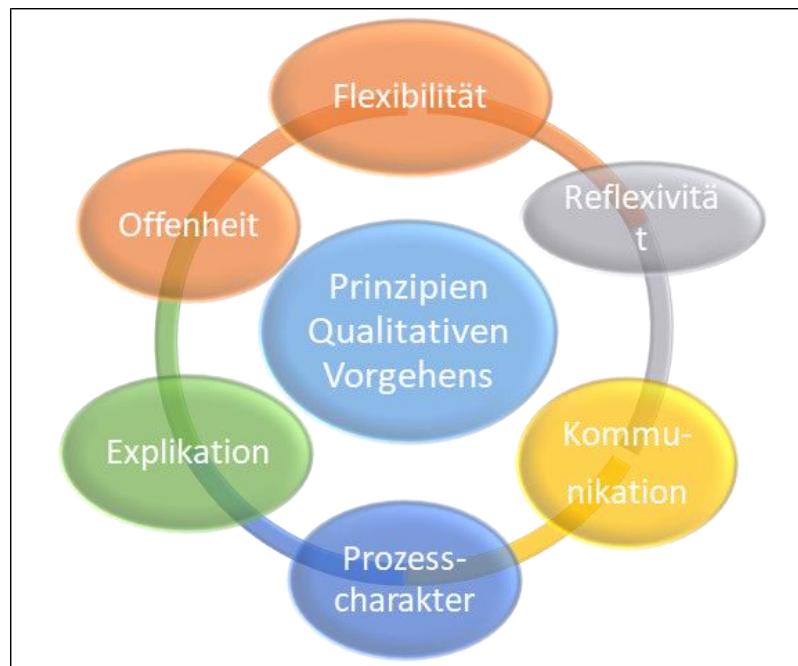 Flexibilität
Reflexivitä
t
Offenheit
Prinzipien
Qualitativen
Vorgehens
Explikation
Kommu-
nikation
Prozess-
charakter